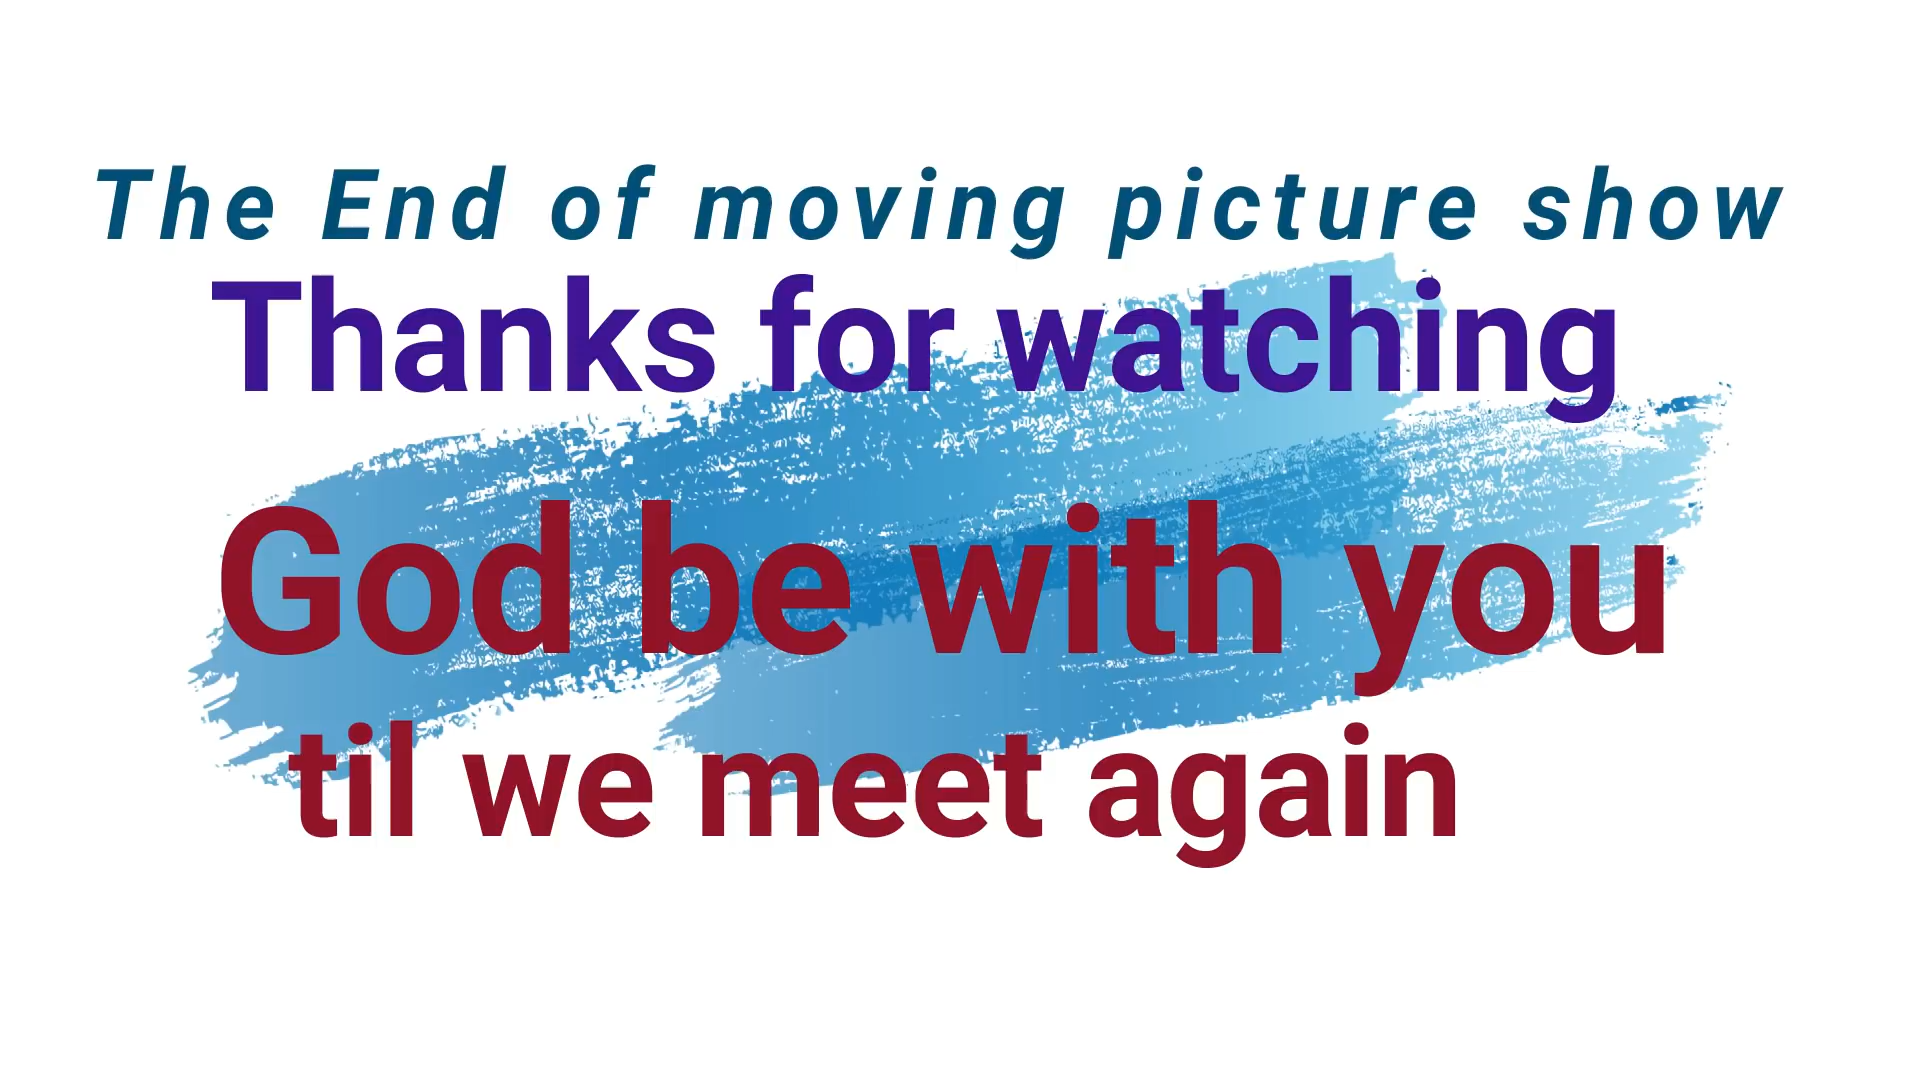 The End of moving picture show
Thanks for watching
God be with you
til we meet again